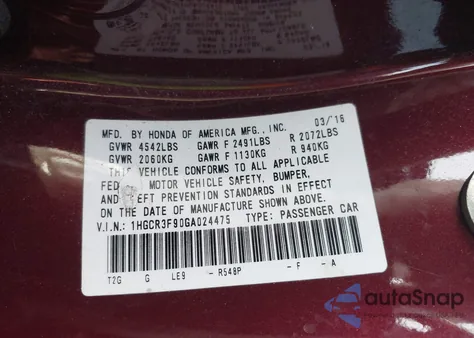 MFD. BY HONDA OF AMERICA MFG., INC. 03/16
GVWR 4542LBS GAWR F 2491LBS R 2072LBS
GVWR 2060KG GAWR F 1130KG R 940KG
THIS VEHICLE CONFORMS TO ALL APPLICABLE
FED MOTOR VEHICLE SAFETY, BUMPER,
THEFT PREVENTION STANDARDS IN EFFECT
ON THE DATE OF MANUFACTURE SHOWN ABOVE.
V.I.N.: 1HGCR3F90GA024475 TYPE: PASSENGER CAR
T2G G LE9 - R548P - F - A
autoSnap